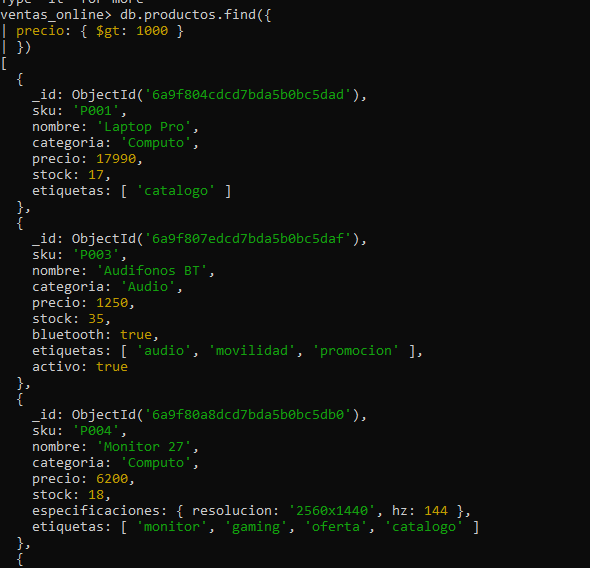 Type "it" for more
ventas_online> db.productos.find({
| precio: { $gt: 1000 }
| })
[
  {
    _id: ObjectId('6a9f804cdcd7bda5b0bc5dad'),
    sku: 'P001',
    nombre: 'Laptop Pro',
    categoria: 'Computo',
    precio: 17990,
    stock: 17,
    etiquetas: [ 'catalogo' ]
  },
  {
    _id: ObjectId('6a9f807edcd7bda5b0bc5daf'),
    sku: 'P003',
    nombre: 'Audifonos BT',
    categoria: 'Audio',
    precio: 1250,
    stock: 35,
    bluetooth: true,
    etiquetas: [ 'audio', 'movilidad', 'promocion' ],
    activo: true
  },
  {
    _id: ObjectId('6a9f80a8dcd7bda5b0bc5db0'),
    sku: 'P004',
    nombre: 'Monitor 27',
    categoria: 'Computo',
    precio: 6200,
    stock: 18,
    especificaciones: { resolucion: '2560x1440', hz: 144 },
    etiquetas: [ 'monitor', 'gaming', 'oferta', 'catalogo' ]
  },
  {